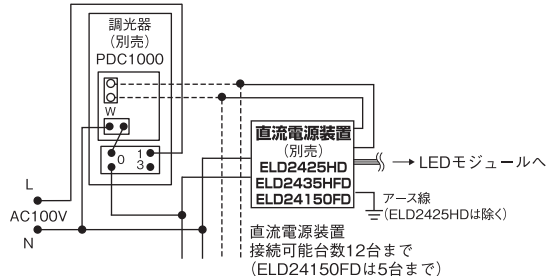 調光器
(別売)
PDC1000
W
0
1
3
L
AC100V
N
直流電源装置
(別売)
ELD2425HD
ELD2435HFD
ELD24150FD
LEDモジュールへ
アース線
(ELD2425HDは除く)
直流電源装置
接続可能台数12台まで
(ELD24150FDは5台まで)